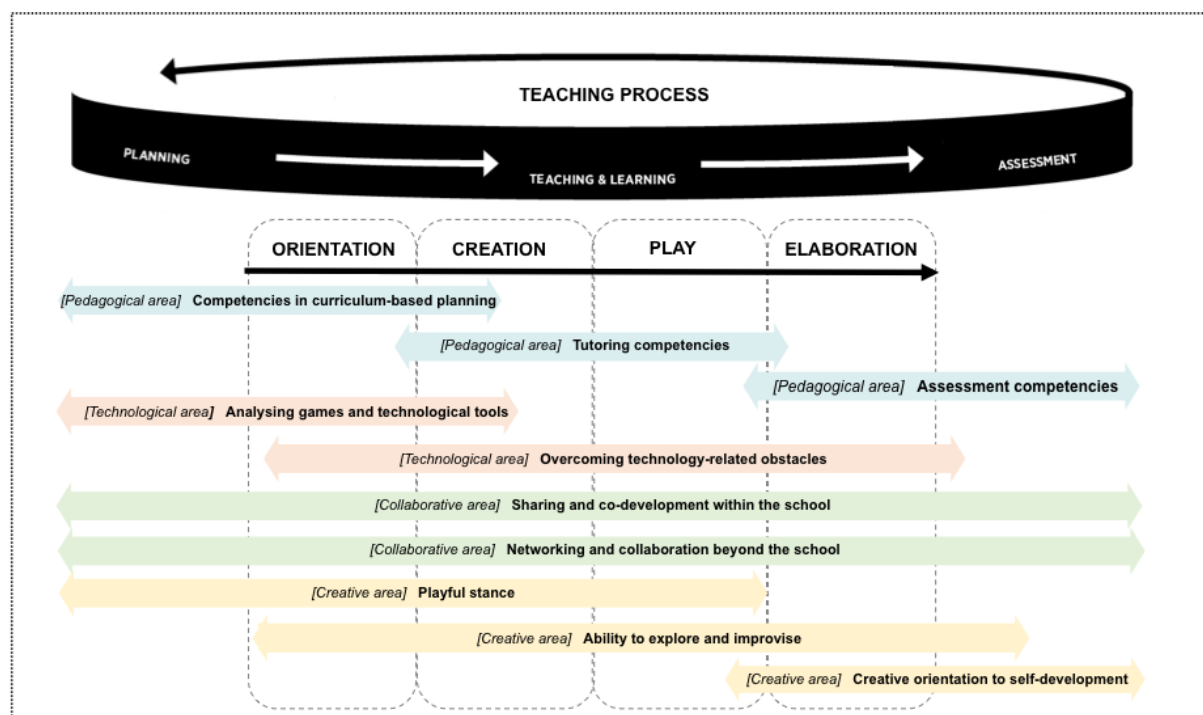 TEACHING PROCESS
PLANNING
TEACHING & LEARNING
ASSESSMENT
ORIENTATION
CREATION
PLAY
ELABORATION
[Pedagogical area] Competencies in curriculum-based planning
[Pedagogical area] Tutoring competencies
[Pedagogical area] Assessment competencies
[Technological area] Analysing games and technological tools
[Technological area] Overcoming technology-related obstacles
[Collaborative area] Sharing and co-development within the school
[Collaborative area] Networking and collaboration beyond the school
[Creative area] Playful stance
[Creative area] Ability to explore and improvise
[Creative area] Creative orientation to self-development